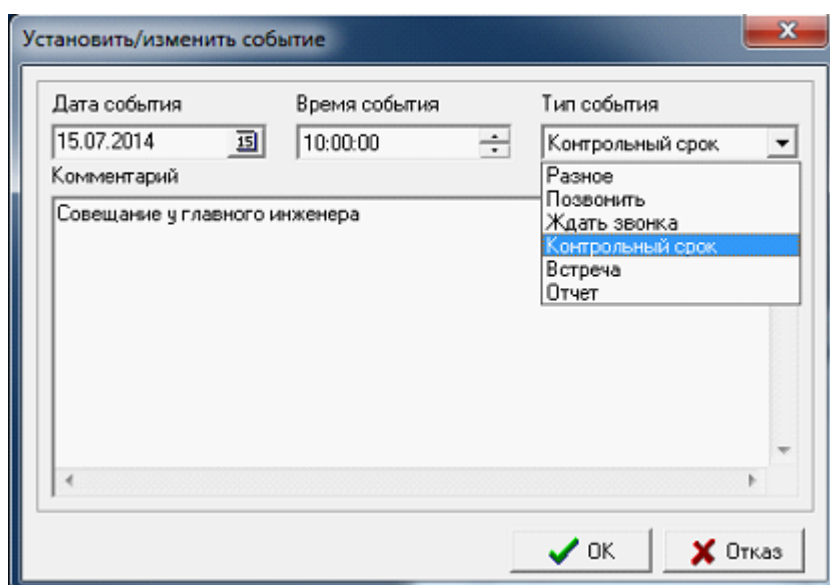 Установить/изменить событие
Дата события Время события Тип события
15.07.2014 15 10:00:00 Контрольный срок
Комментарий
Разное
Позвонить
Ждать звонка
Контрольный срок
Встреча
Отчет
Совещание у главного инженера
OK Отказ